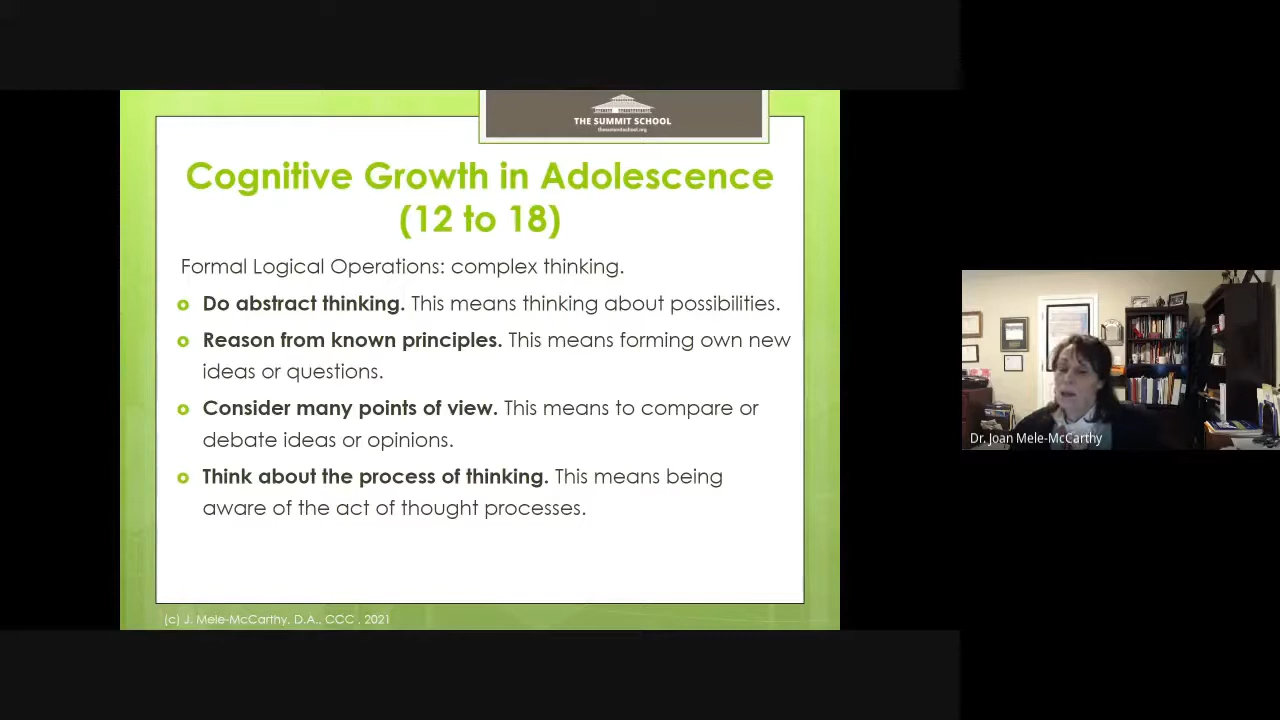 THE SUMMIT SCHOOL
thesummitschool.org
Cognitive Growth in Adolescence
(12 to 18)
Formal Logical Operations: complex thinking.
Do abstract thinking. This means thinking about possibilities.
Reason from known principles. This means forming own new
ideas or questions.
Consider many points of view. This means to compare or
debate ideas or opinions.
Think about the process of thinking. This means being
aware of the act of thought processes.
(c) J. Mele-McCarthy, D.A., CCC , 2021
Dr. Joan Mele-McCarthy